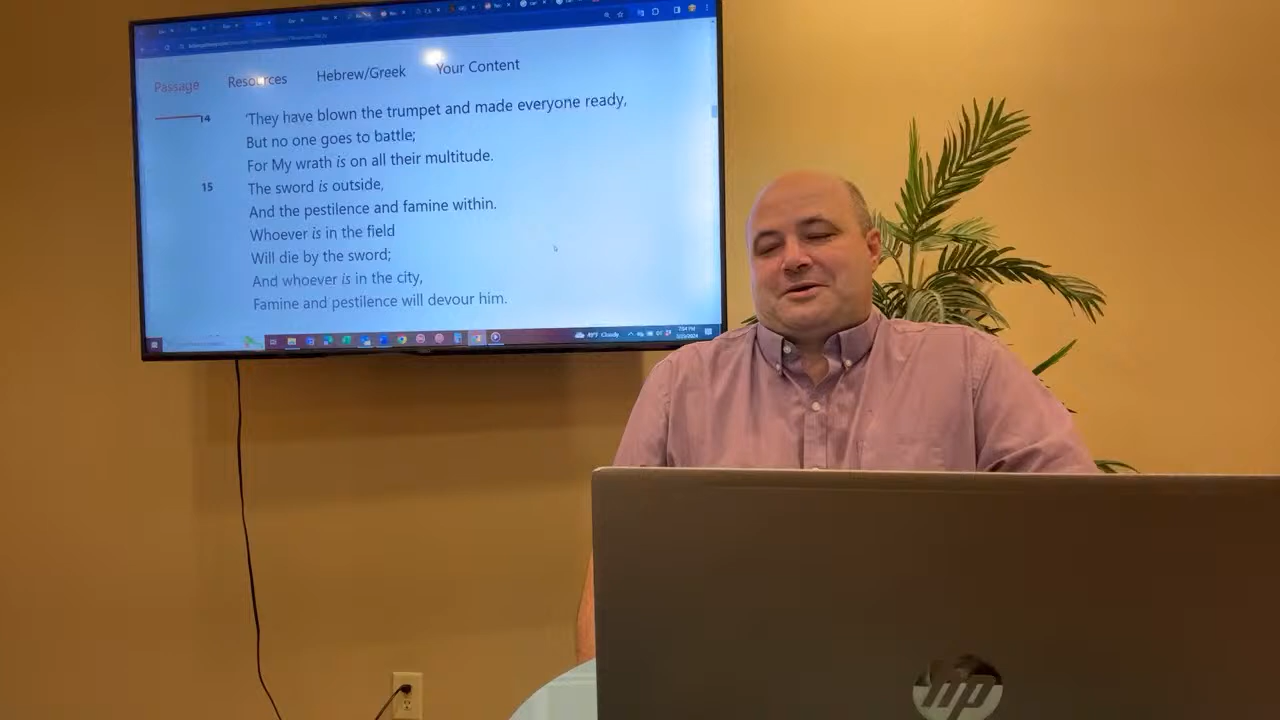 Passage Resources Hebrew/Greek Your Content
14 'They have blown the trumpet and made everyone ready,
But no one goes to battle;
For My wrath is on all their multitude.
15 The sword is outside,
And the pestilence and famine within.
Whoever is in the field
Will die by the sword;
And whoever is in the city,
Famine and pestilence will devour him.
Cloudy
hp